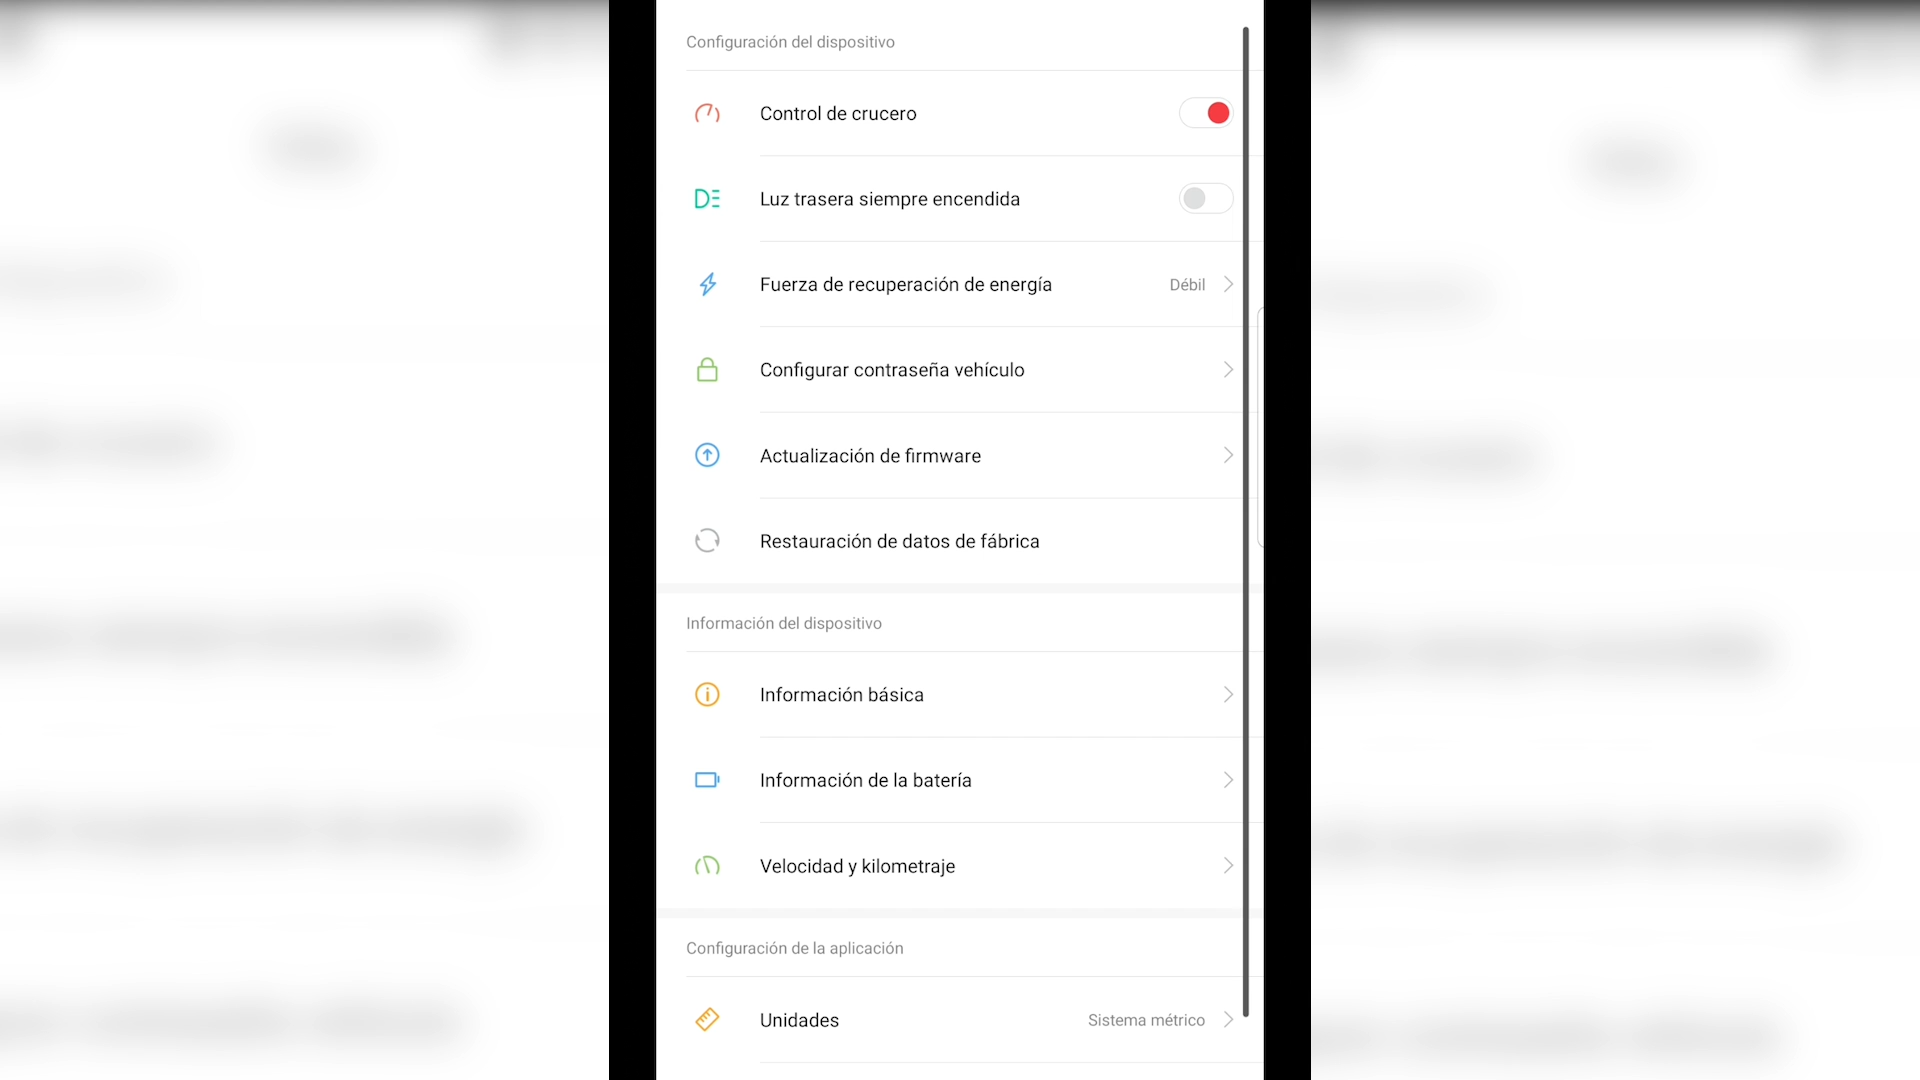 Configuración del dispositivo
Control de crucero
Luz trasera siempre encendida
Fuerza de recuperación de energía Débil
Configurar contraseña vehículo
Actualización de firmware
Restauración de datos de fábrica
Información del dispositivo
Información básica
Información de la batería
Velocidad y kilometraje
Configuración de la aplicación
Unidades Sistema métrico